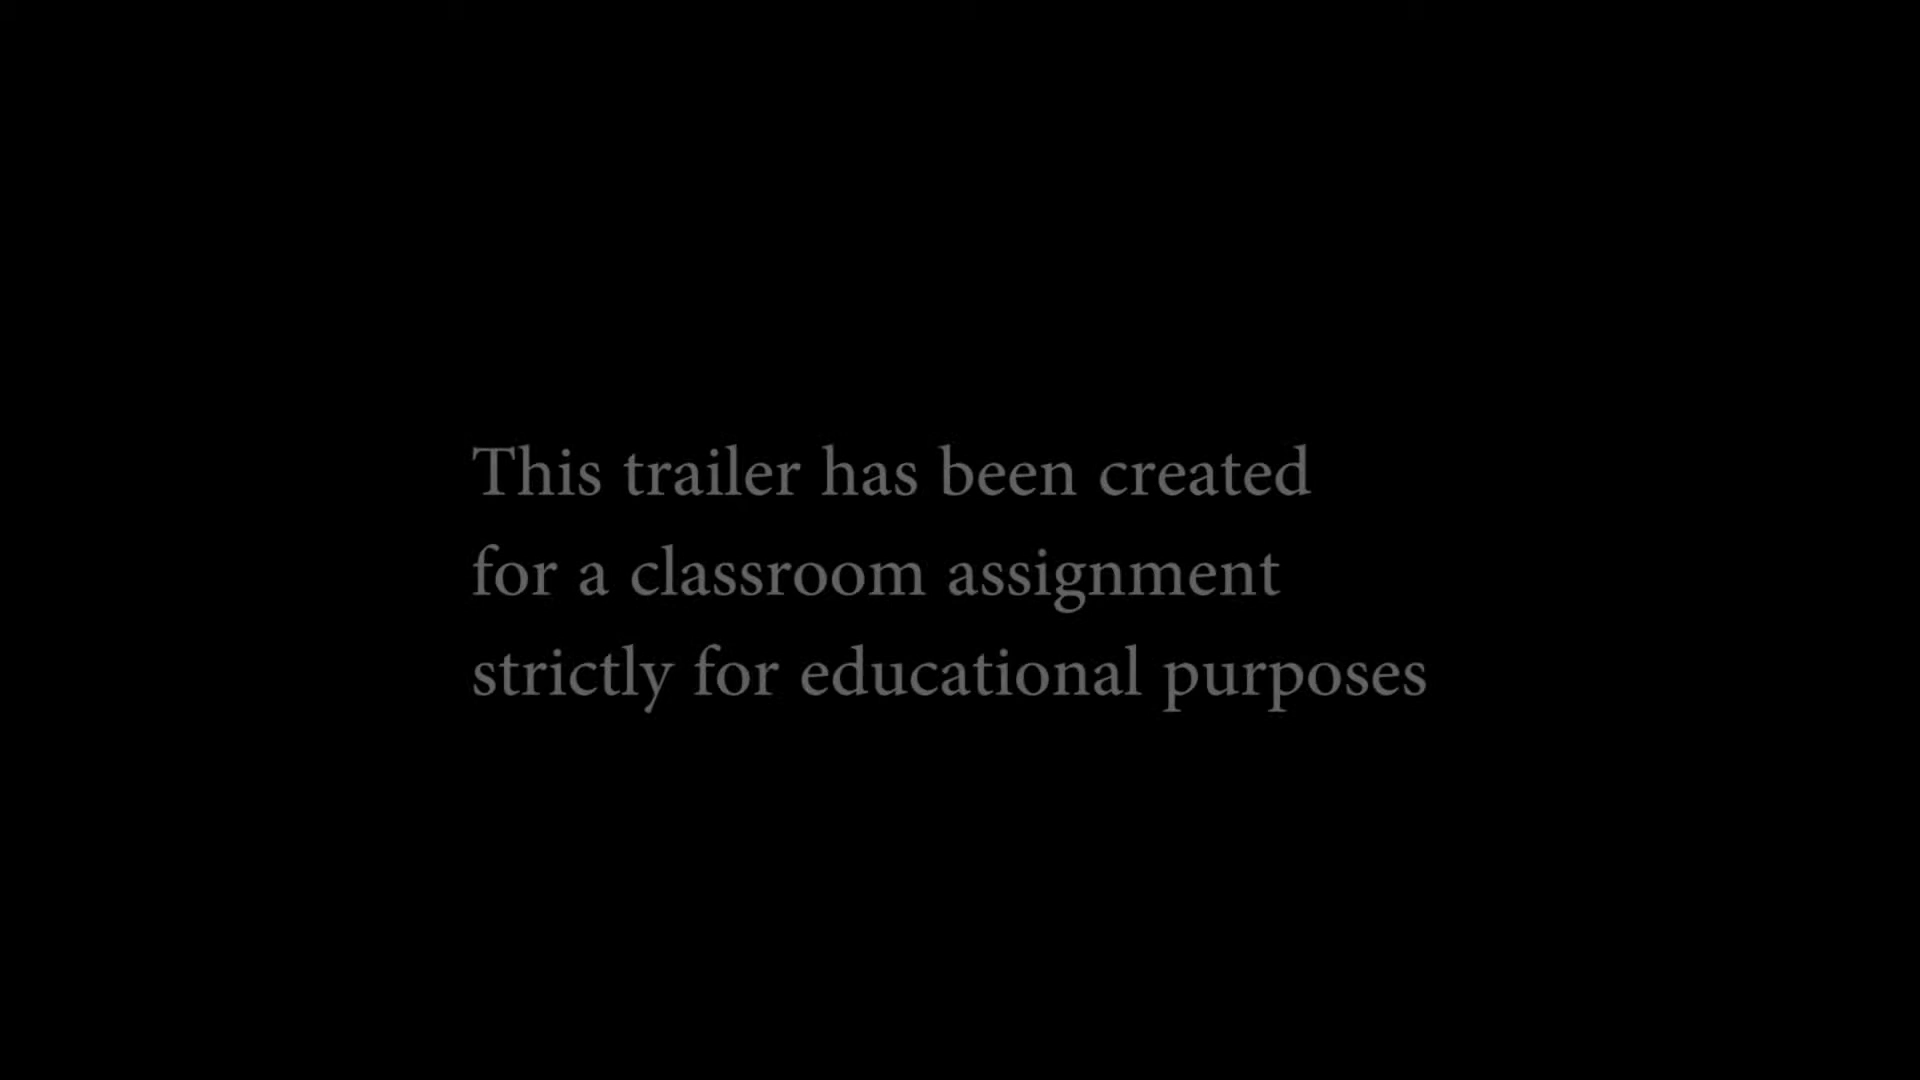 This trailer has been created
for a classroom assignment
strictly for educational purposes